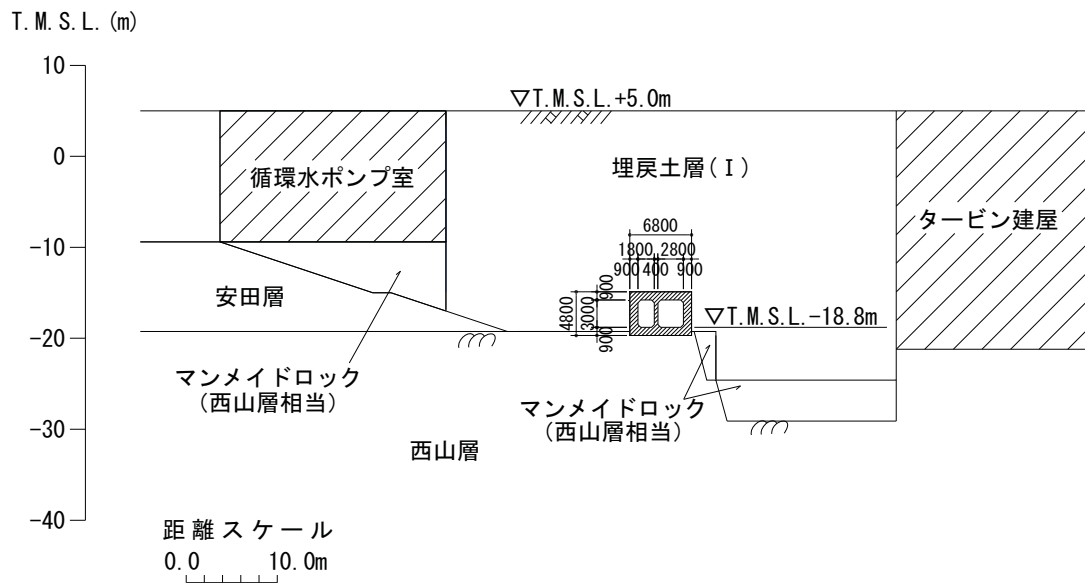 T.M.S.L.(m)
10
▽T.M.S.L.+5.0m
0
循環水ポンプ室
埋戻土層(Ⅰ)
タービン建屋
6800
1800 2800
900 400 900
-10
安田層
900
4800 3000
900
▽T.M.S.L.-18.8m
-20
マンメイドロック
(西山層相当)
マンメイドロック
(西山層相当)
-30
西山層
-40
距離スケール
0.0 10.0m